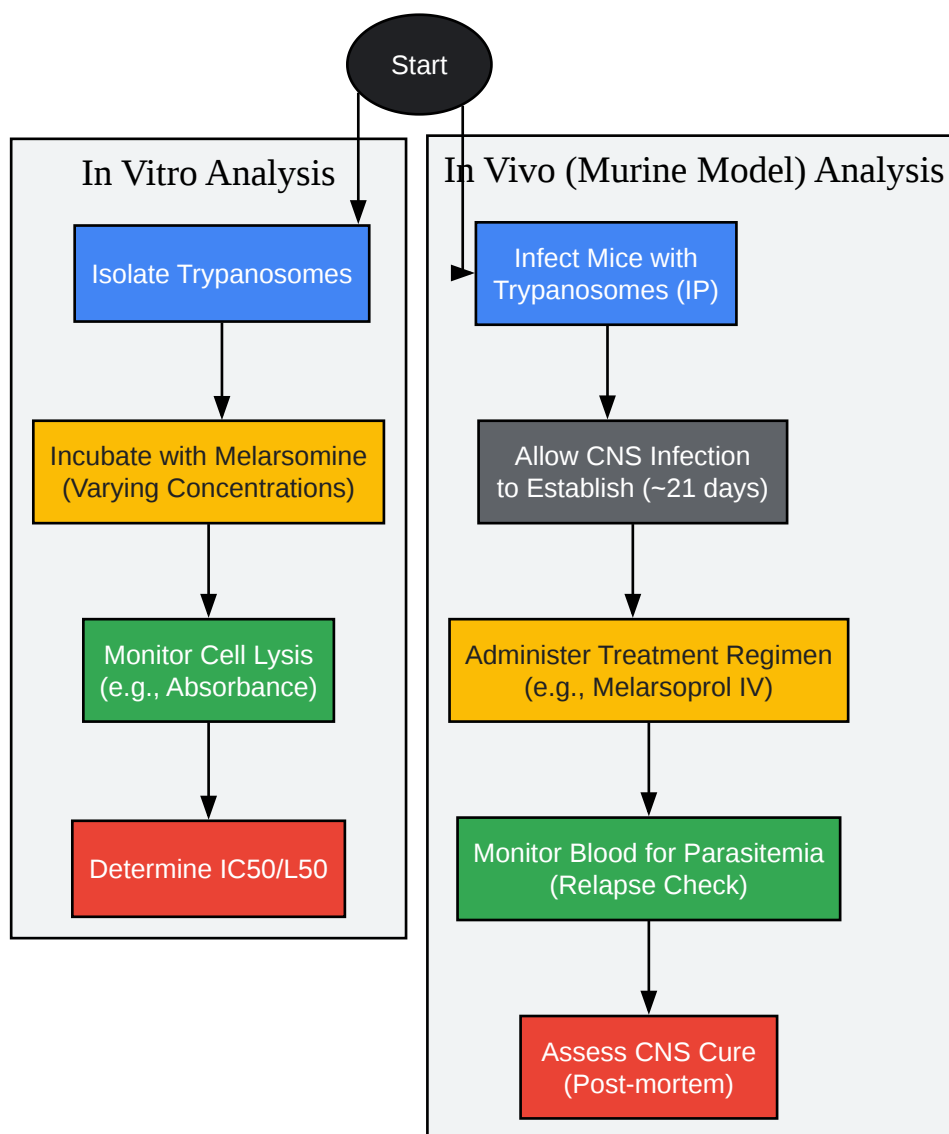 Start
In Vitro Analysis
Isolate Trypanosomes
Incubate with Melarsomine
(Varying Concentrations)
Monitor Cell Lysis
(e.g., Absorbance)
Determine IC50/L50
In Vivo (Murine Model) Analysis
Infect Mice with
Trypanosomes (IP)
Allow CNS Infection
to Establish (~21 days)
Administer Treatment Regimen
(e.g., Melarsoprol IV)
Monitor Blood for Parasitemia
(Relapse Check)
Assess CNS Cure
(Post-mortem)